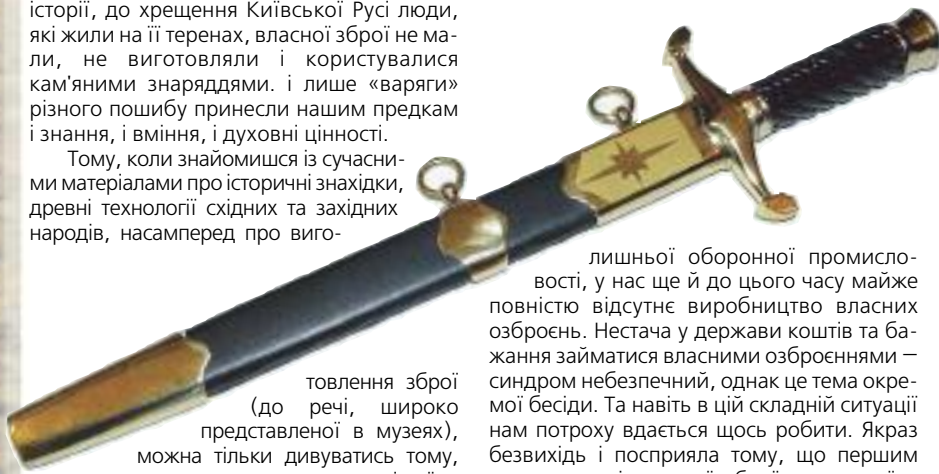 історії, до хрещення Київської Русі люди,
які жили на її теренах, власної зброї не ма-
ли, не виготовляли і користувалися
кам'яними знаряддями. і лише «варяги»
різного пошибу принесли нашим предкам
і знання, і вміння, і духовні цінності.
Тому, коли знайомишся із сучасни-
ми матеріалами про історичні знахідки,
древні технології східних та західних
народів, насамперед про виго-
товлення зброї
(до речі, широко
представленої в музеях),
можна тільки дивуватись тому,
лишньої оборонної промисло-
вості, у нас ще й до цього часу майже
повністю відсутнє виробництво власних
озброєнь. Нестача у держави коштів та ба-
жання займатися власними озброєннями —
синдром небезпечний, однак це тема окре-
мої бесіди. Та навіть в цій складній ситуації
нам потроху вдається щось робити. Якраз
безвихідь і посприяла тому, що першим